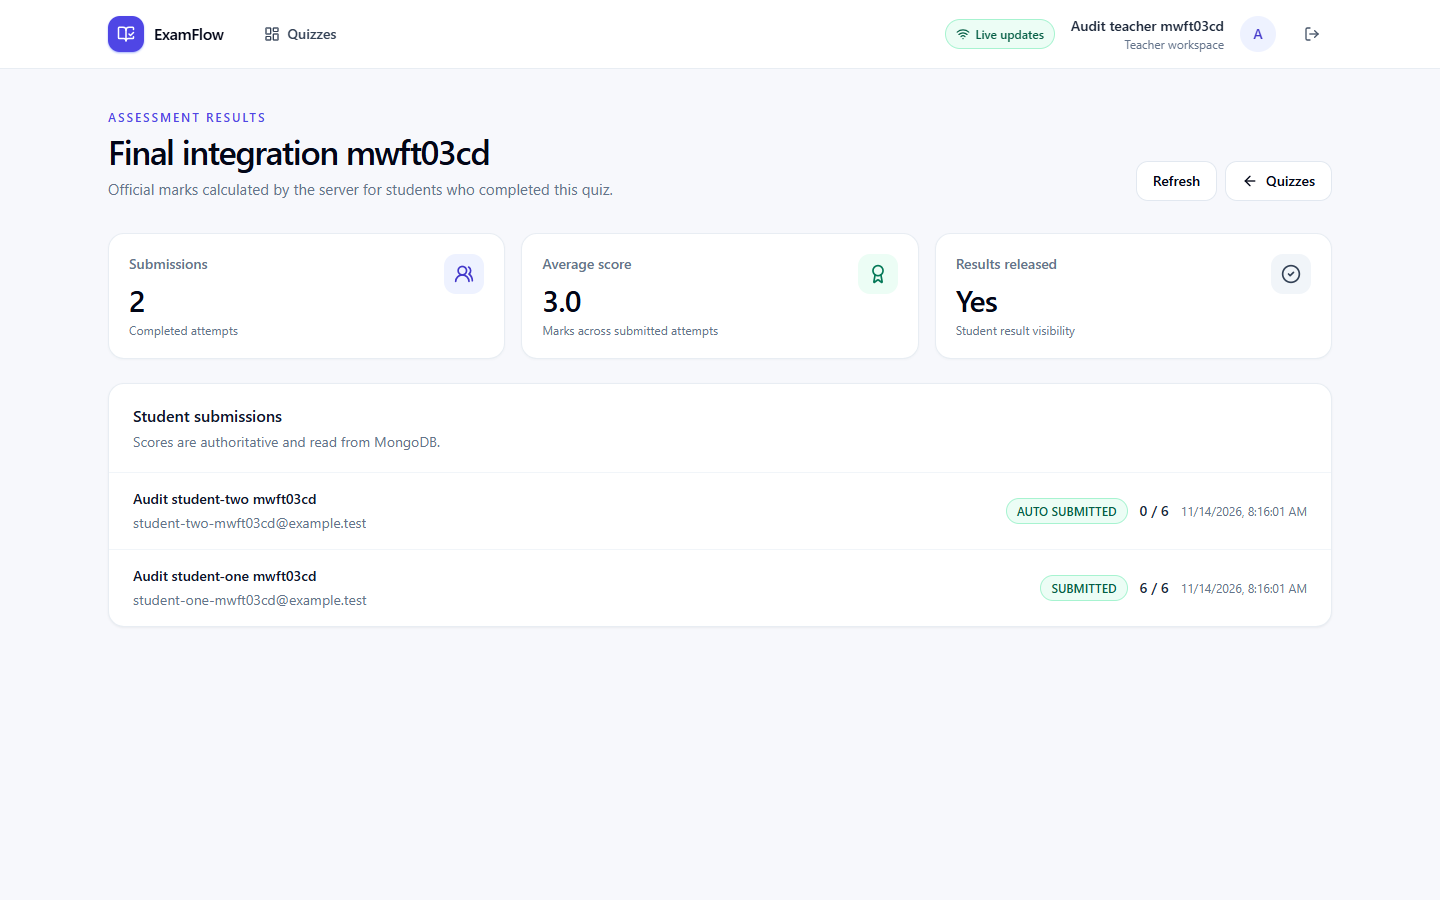 ExamFlow
Quizzes
Live updates
Audit teacher mwft03cd
Teacher workspace
A
ASSESSMENT RESULTS
Final integration mwft03cd
Official marks calculated by the server for students who completed this quiz.
Refresh
Quizzes
Submissions
2
Completed attempts
Average score
3.0
Marks across submitted attempts
Results released
Yes
Student result visibility
Student submissions
Scores are authoritative and read from MongoDB.
Audit student-two mwft03cd
student-two-mwft03cd@example.test
AUTO SUBMITTED 0 / 6 11/14/2026, 8:16:01 AM
Audit student-one mwft03cd
student-one-mwft03cd@example.test
SUBMITTED 6 / 6 11/14/2026, 8:16:01 AM